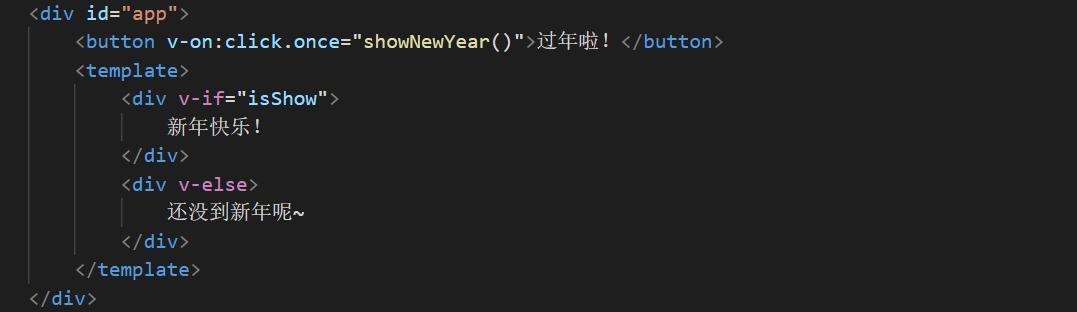 <div id="app">
<button v-on:click.once="showNewYear()">过年啦！</button>
<template>
<div v-if="isShow">
新年快乐！
</div>
<div v-else>
还没到新年呢~
</div>
</template>
</div>